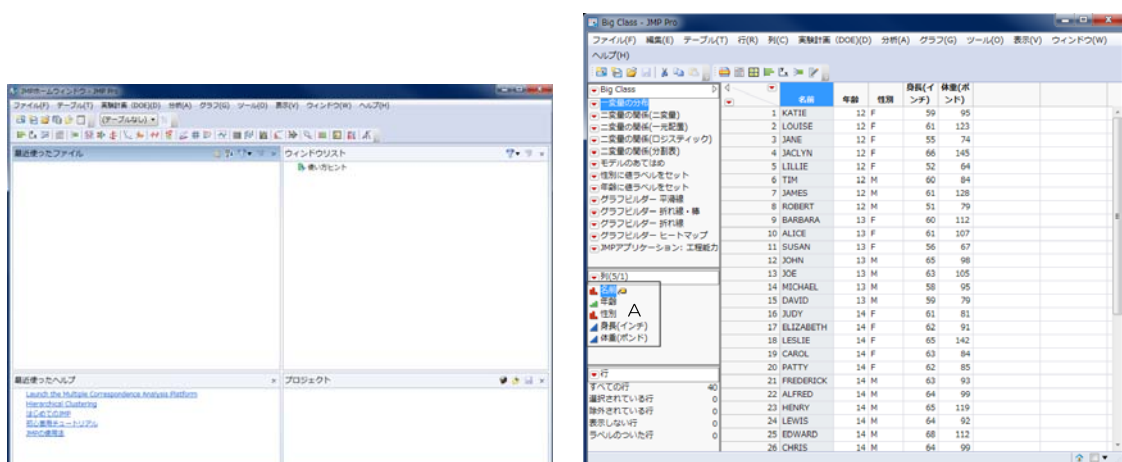 JMPホームウィンドウ - JMP Pro
ファイル(F) テーブル(T) 実験計画 (DOE)(D) 分析(A) グラフ(G) ツール(O) 表示(V) ウィンドウ(W) ヘルプ(H)
(テーブルなし)
最近使ったファイル
ウィンドウリスト
使い方ヒント
最近使ったヘルプ
Launch the Multiple Correspondence Analysis Platform
Hierarchical Clustering
はじめてのJMP
初心者用チュートリアル
JMPの使用法
プロジェクト
Big Class - JMP Pro
ファイル(F) 編集(E) テーブル(T) 行(R) 列(C) 実験計画 (DOE)(D) 分析(A) グラフ(G) ツール(O) 表示(V) ウィンドウ(W)
ヘルプ(H)
Big Class
一変量の分布
二変量の関係(二変量)
二変量の関係(一元配置)
二変量の関係(ロジスティック)
二変量の関係(分割表)
モデルのあてはめ
性別に値ラベルをセット
年齢に値ラベルをセット
グラフビルダー 平滑線
グラフビルダー 折れ線・棒
グラフビルダー 折れ線
グラフビルダー ヒートマップ
JMPアプリケーション: 工程能力
列(5/1)
名前
年齢
性別
身長(インチ)
体重(ポンド)
A
行
すべての行 40
選択されている行 0
除外されている行 0
表示しない行 0
ラベルのついた行 0
名前 年齢 性別 身長(インチ) 体重(ポンド)
1 KATIE 12 F 59 95
2 LOUISE 12 F 61 123
3 JANE 12 F 55 74
4 JACLYN 12 F 66 145
5 LILLIE 12 F 52 64
6 TIM 12 M 60 84
7 JAMES 12 M 61 128
8 ROBERT 12 M 51 79
9 BARBARA 13 F 60 112
10 ALICE 13 F 61 107
11 SUSAN 13 F 56 67
12 JOHN 13 M 65 98
13 JOE 13 M 63 105
14 MICHAEL 13 M 58 95
15 DAVID 13 M 59 79
16 JUDY 14 F 61 81
17 ELIZABETH 14 F 62 91
18 LESLIE 14 F 65 142
19 CAROL 14 F 63 84
20 PATTY 14 F 62 85
21 FREDERICK 14 M 63 93
22 ALFRED 14 M 64 99
23 HENRY 14 M 65 119
24 LEWIS 14 M 64 92
25 EDWARD 14 M 68 112
26 CHRIS 14 M 64 99